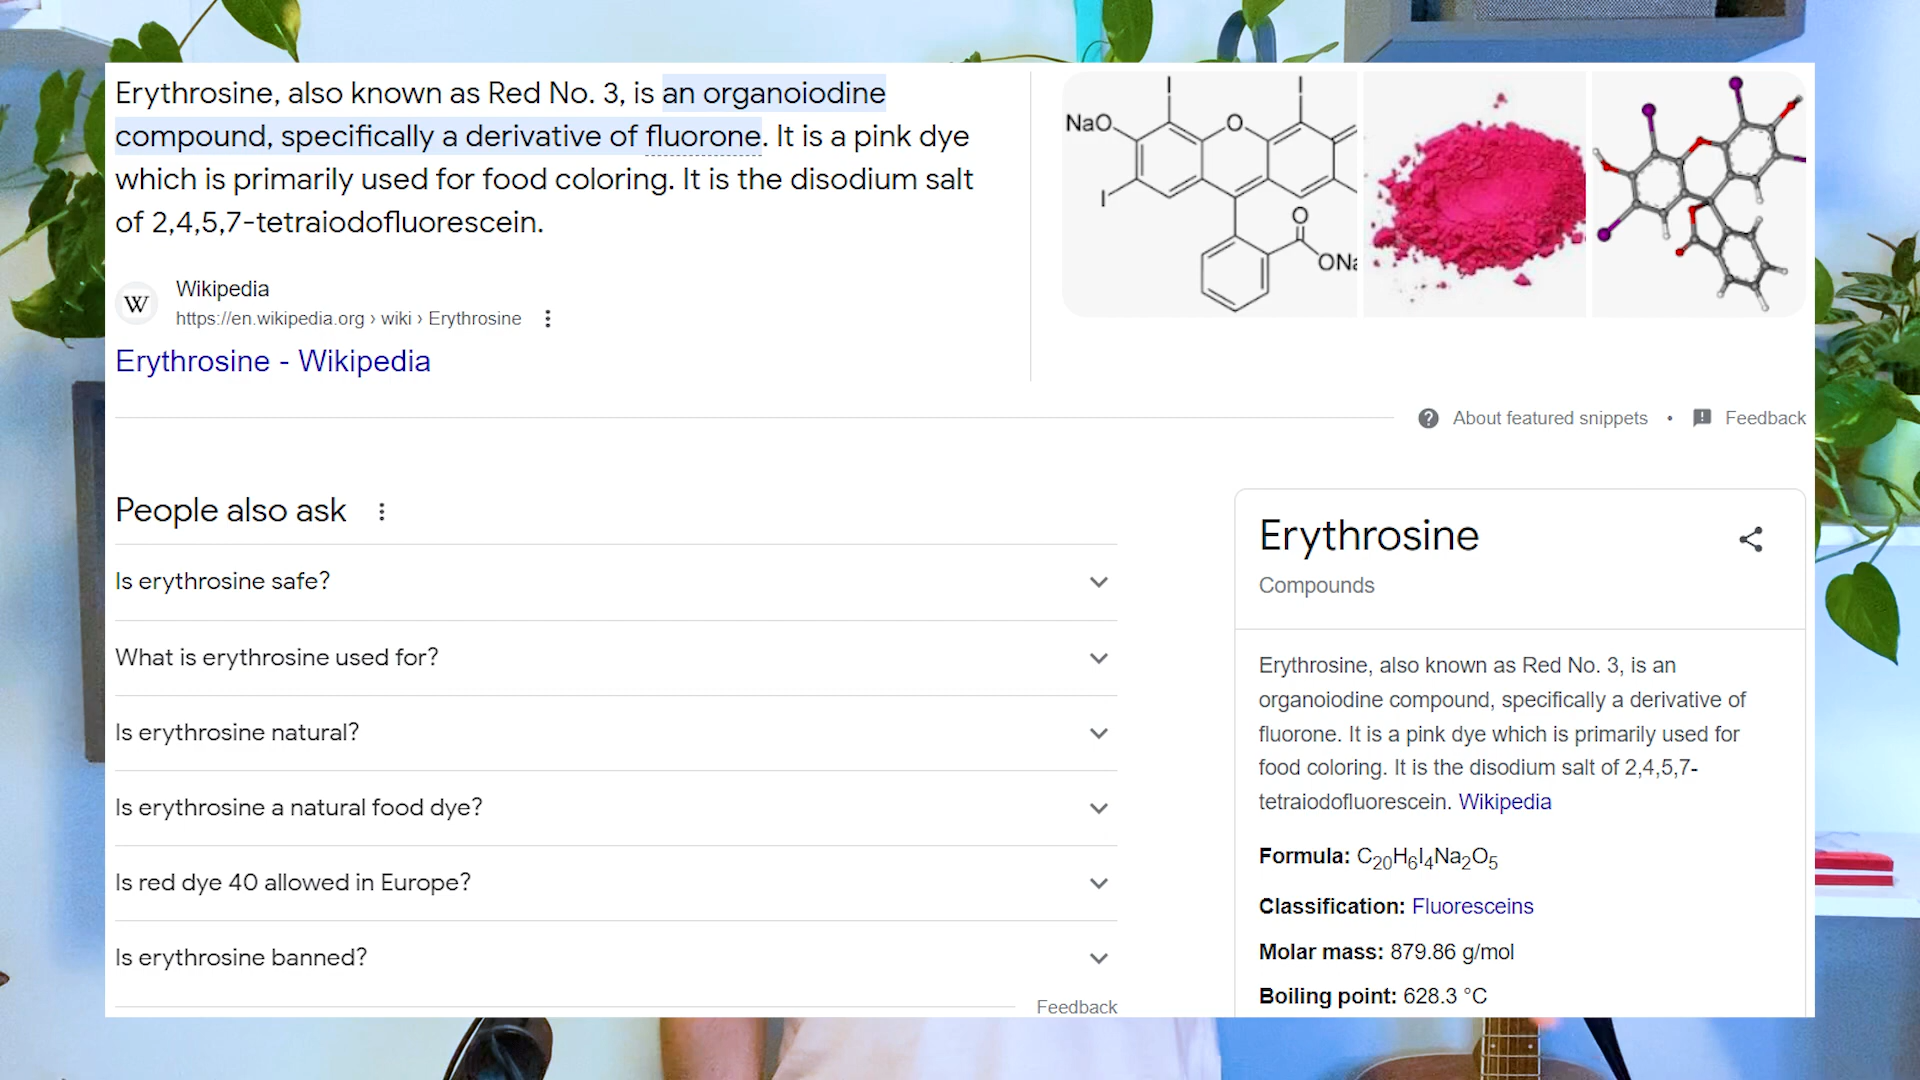 Erythrosine, also known as Red No. 3, is an organoiodine
compound, specifically a derivative of fluorone. It is a pink dye
which is primarily used for food coloring. It is the disodium salt
of 2,4,5,7-tetraiodofluorescein.
W
Wikipedia
https://en.wikipedia.org › wiki › Erythrosine
Erythrosine - Wikipedia
I
I
NaO
O
I
O
ONa
About featured snippets • Feedback
People also ask
Is erythrosine safe?
What is erythrosine used for?
Is erythrosine natural?
Is erythrosine a natural food dye?
Is red dye 40 allowed in Europe?
Is erythrosine banned?
Feedback
Erythrosine
Compounds
Erythrosine, also known as Red No. 3, is an
organoiodine compound, specifically a derivative of
fluorone. It is a pink dye which is primarily used for
food coloring. It is the disodium salt of 2,4,5,7-
tetraiodofluorescein. Wikipedia
Formula: C₂₀H₆I₄Na₂O₅
Classification: Fluoresceins
Molar mass: 879.86 g/mol
Boiling point: 628.3 °C